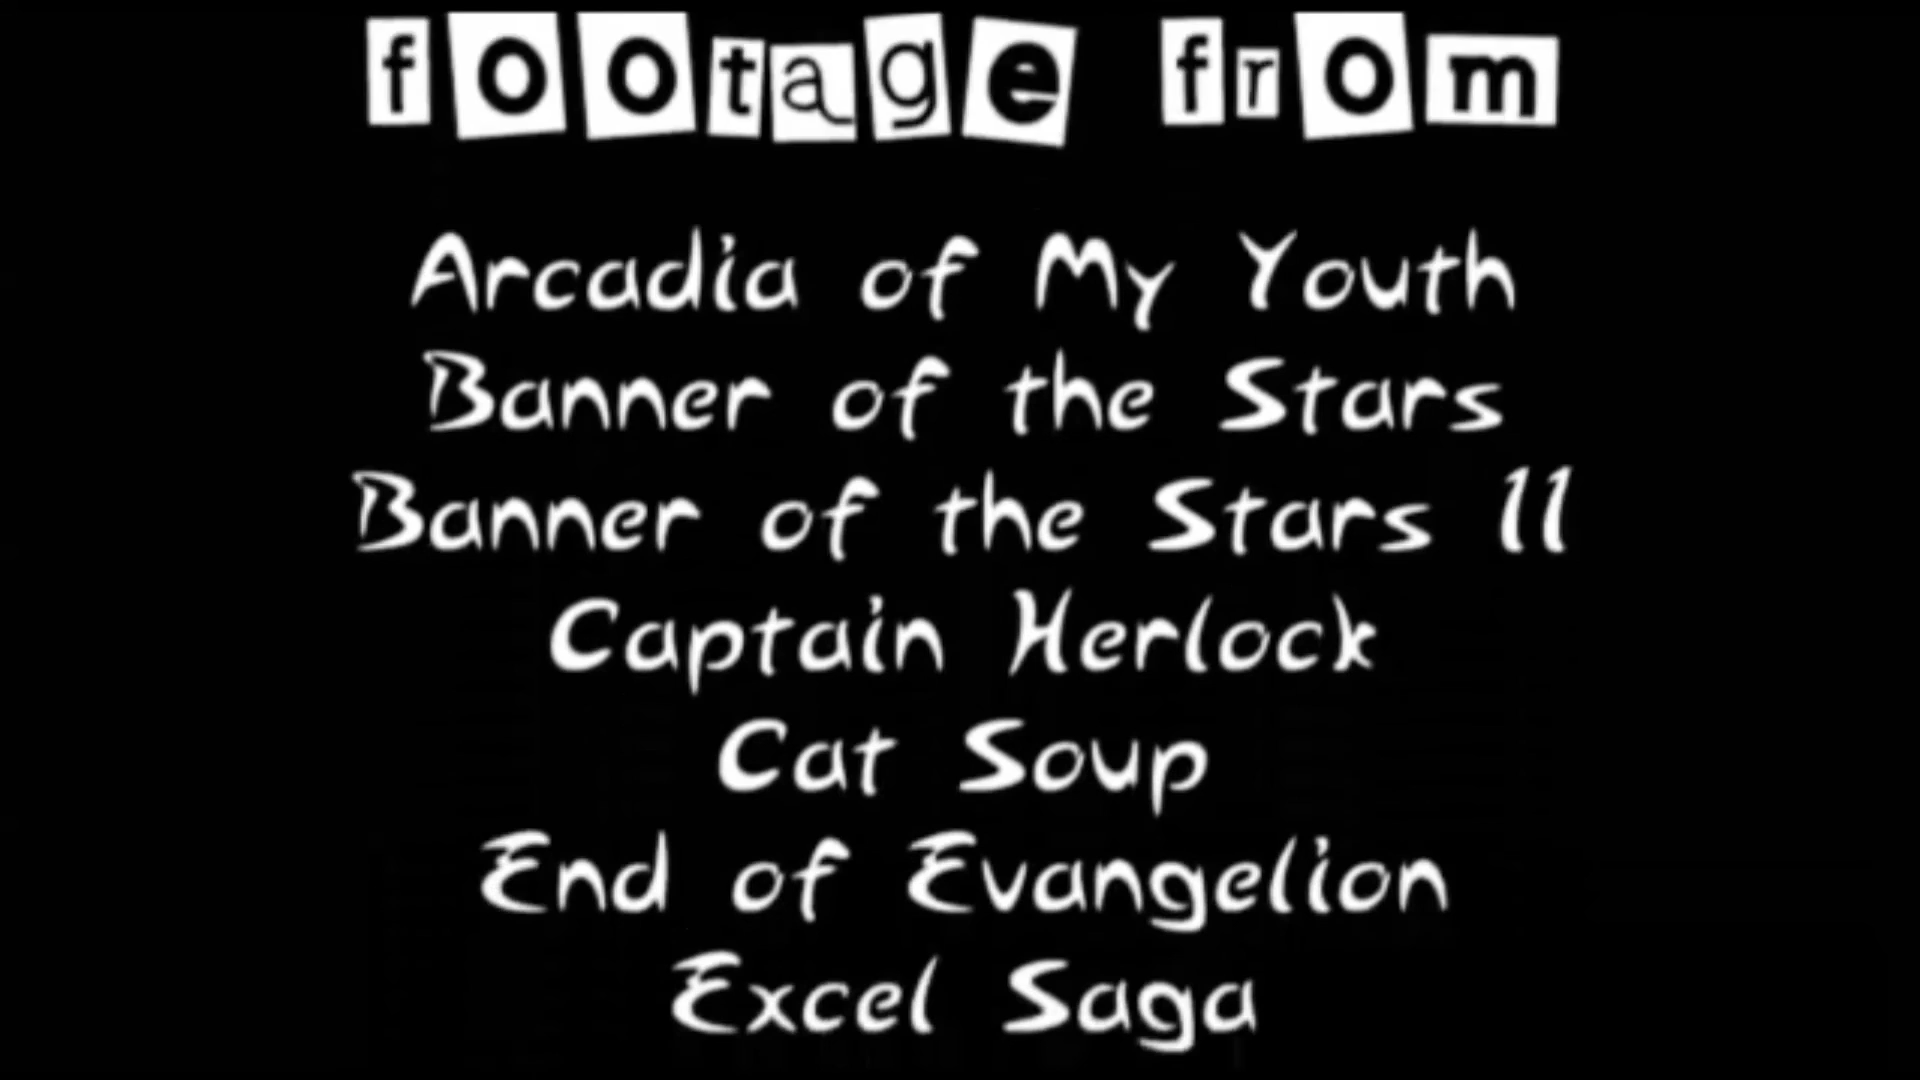 footage from
Arcadia of My Youth
Banner of the Stars
Banner of the Stars II
Captain Herlock
Cat Soup
End of Evangelion
Excel Saga